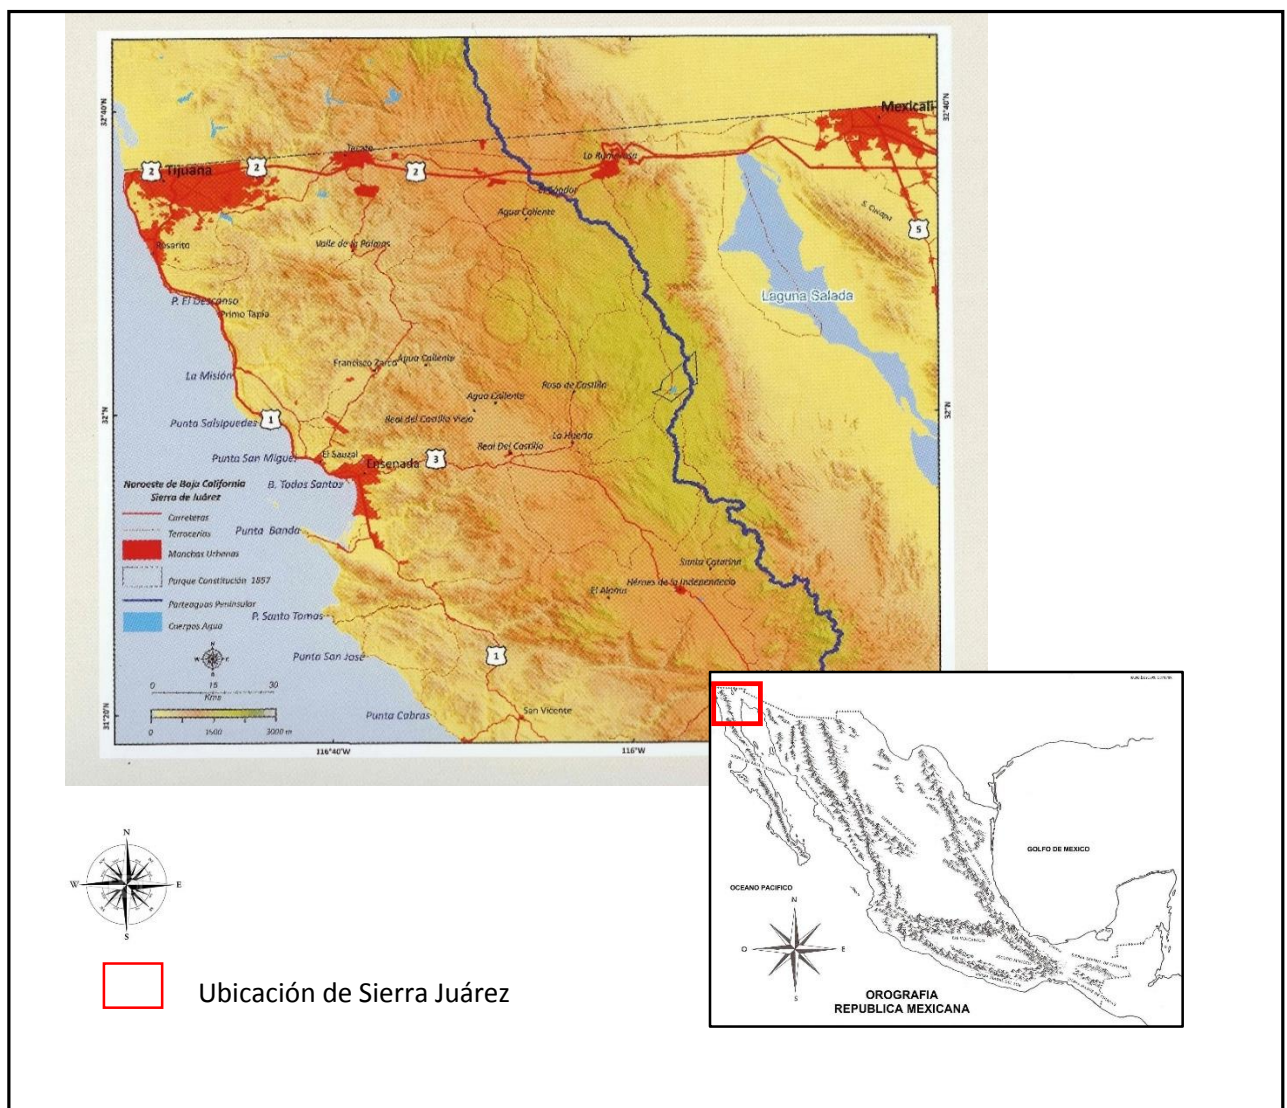 32°40'N
Mexicali
32°40'N
Tecate
La Rumorosa
2
Tijuana
2
2
El Cóndor
Agua Caliente
S. Cucapa
5
Rosarito
Valle de la Palmas
Laguna Salada
P. El Descanso
Primo Tapia
Francisco Zarco
Agua Caliente
La Misión
Rosa de Castilla
Agua Caliente
32°N
32°N
Real del Castillo Viejo
Punta Salsipuedes
1
La Huerta
Real Del Castillo
Punta San Miguel
El Sauzal
Ensenada
3
B. Todos Santos
Noroeste de Baja California
Sierra de Juárez
Carreteras
Terracerías
Manchas Urbanas
Parque Constitución 1857
Parteaguas Peninsular
Cuerpos Agua
Punta Banda
Santa Catarina
Héroes de la Independencia
El Alamo
P. Santo Tomas
Punta San José
1
N
W
E
S
0 15 30
Kms
0 1500 3000 m
Punta Cabras
San Vicente
31°20'N
116°40'W
116°W
GOLFO DE MEXICO
OCEANO PACIFICO
N
O
E
S
OROGRAFIA
REPUBLICA MEXICANA
N
W
E
S
Ubicación de Sierra Juárez